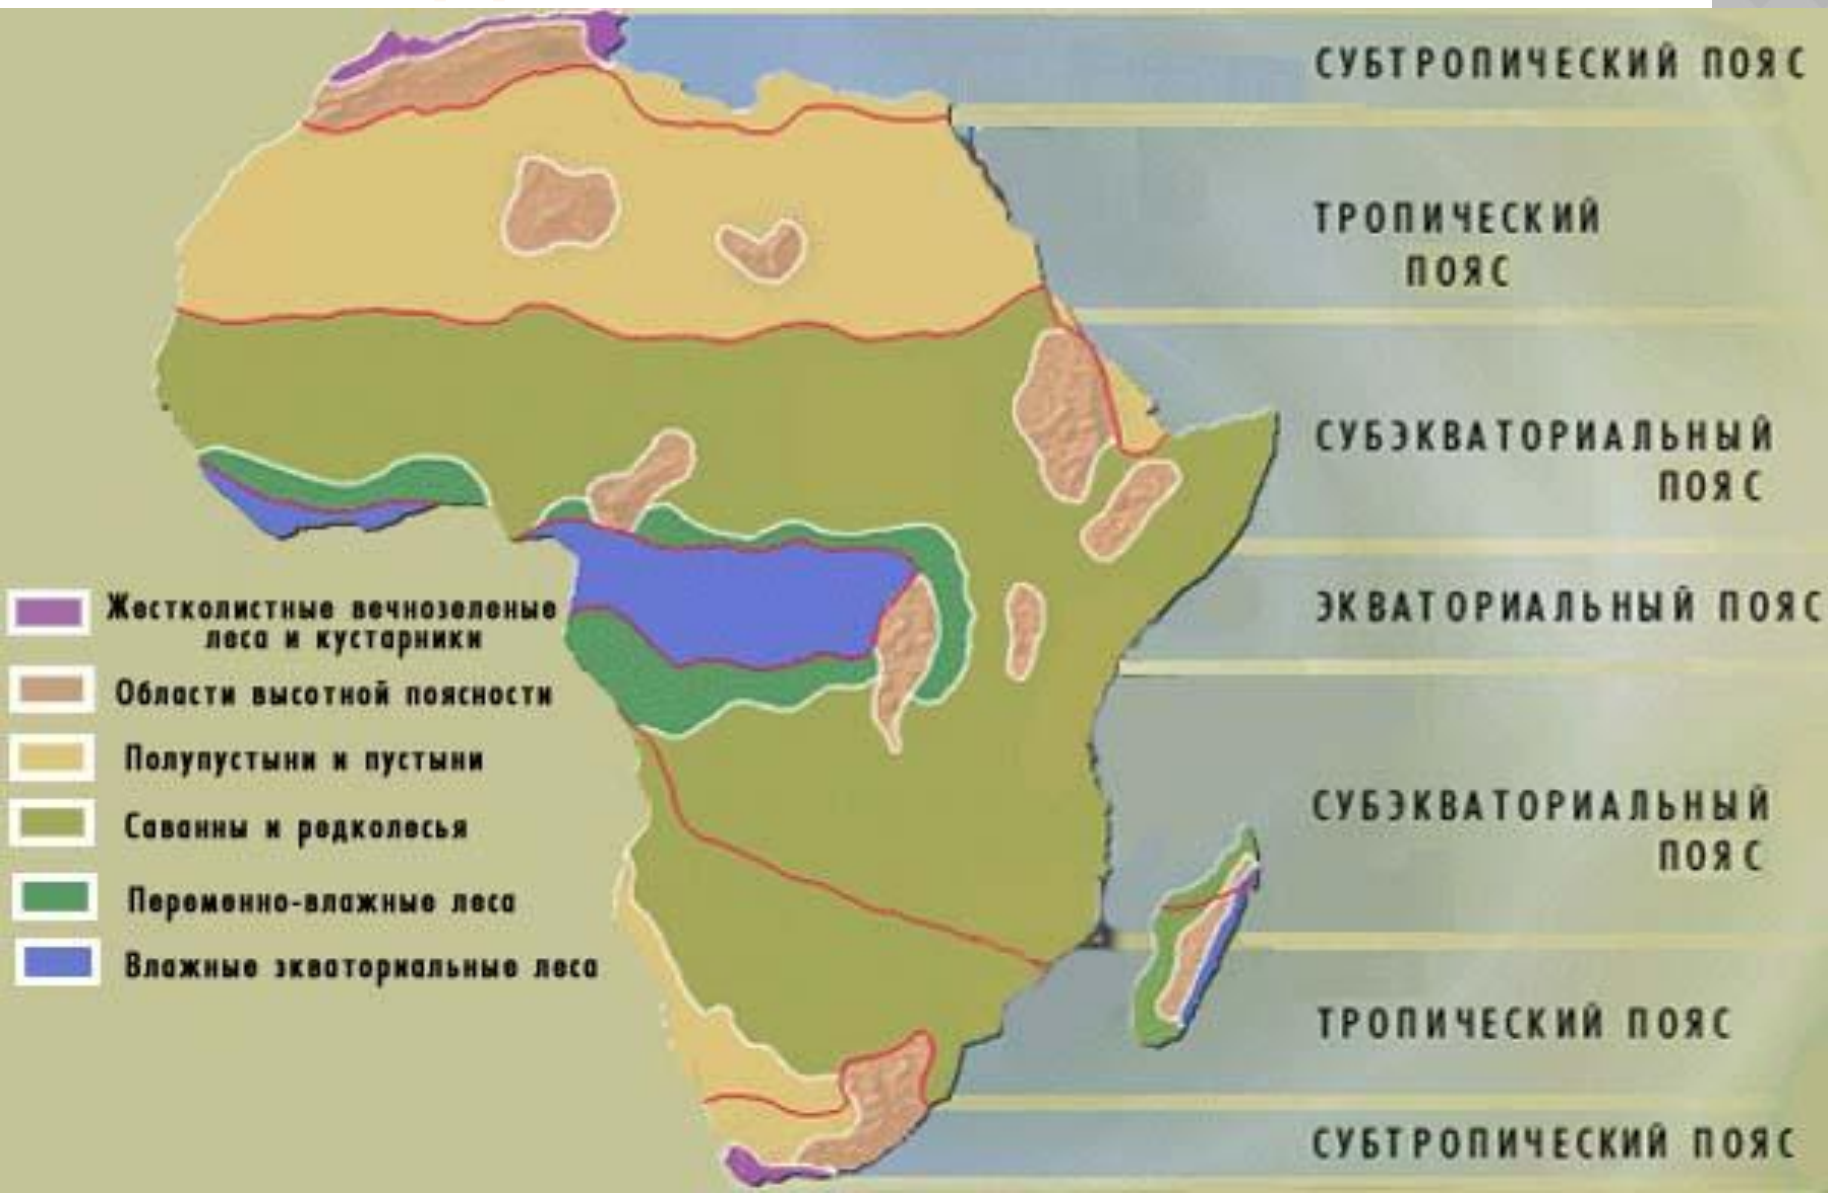 СУБТРОПИЧЕСКИЙ ПОЯС
ТРОПИЧЕСКИЙ
ПОЯС
СУБЭКВАТОРИАЛЬНЫЙ
ПОЯС
ЭКВАТОРИАЛЬНЫЙ ПОЯС
СУБЭКВАТОРИАЛЬНЫЙ
ПОЯС
ТРОПИЧЕСКИЙ ПОЯС
СУБТРОПИЧЕСКИЙ ПОЯС
Жестколистные вечнозеленые
леса и кустарники
Области высотной поясности
Полупустыни и пустыни
Саванны и редколесья
Переменно-влажные леса
Влажные экваториальные леса